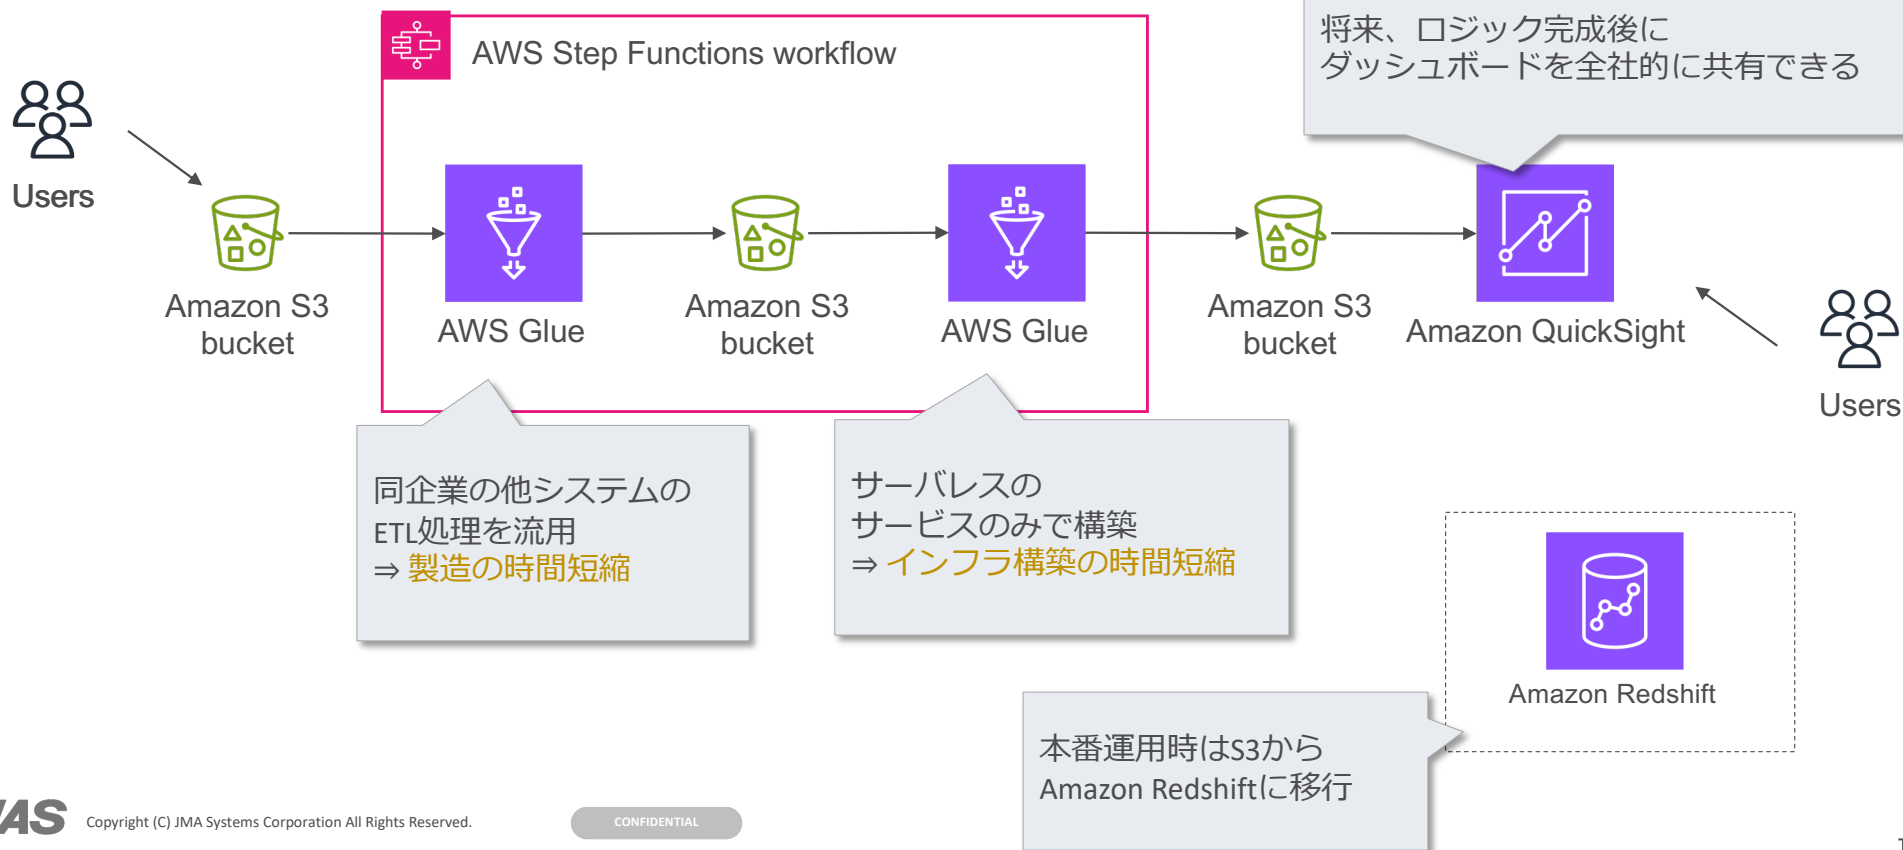 将来、ロジック完成後に
ダッシュボードを全社的に共有できる
AWS Step Functions workflow
Users
Amazon S3
bucket
AWS Glue
Amazon S3
bucket
AWS Glue
Amazon S3
bucket
Amazon QuickSight
Users
同企業の他システムの
ETL処理を流用
⇒ 製造の時間短縮
サーバレスの
サービスのみで構築
⇒ インフラ構築の時間短縮
Amazon Redshift
本番運用時はS3から
Amazon Redshiftに移行
Copyright (C) JMA Systems Corporation All Rights Reserved.
CONFIDENTIAL